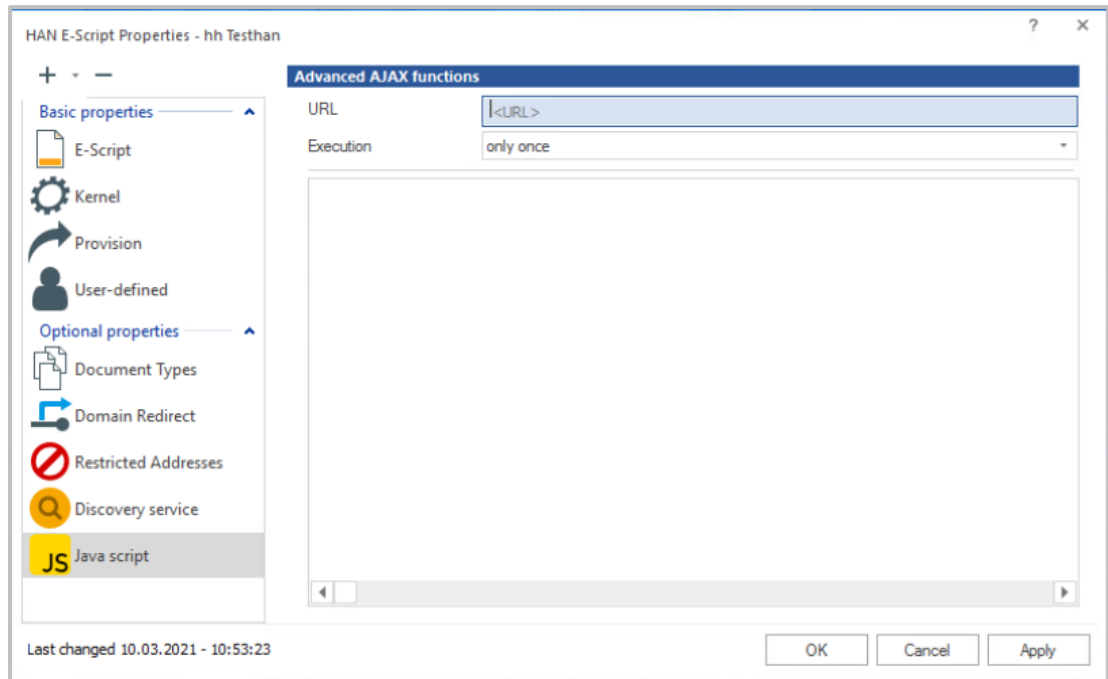 HAN E-Script Properties - hh Testhan
? ×
+ -
Basic properties
E-Script
Kernel
Provision
User-defined
Optional properties
Document Types
Domain Redirect
Restricted Addresses
Discovery service
JS Java script
Advanced AJAX functions
URL <URL>
Execution only once
Last changed 10.03.2021 - 10:53:23
OK Cancel Apply